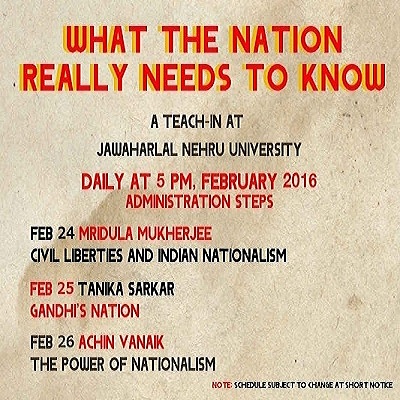 WHAT THE NATION
REALLY NEEDS TO KNOW
A TEACH-IN AT
JAWAHARLAL NEHRU UNIVERSITY
DAILY AT 5 PM, FEBRUARY 2016
ADMINISTRATION STEPS
FEB 24 MRIDULA MUKHERJEE
CIVIL LIBERTIES AND INDIAN NATIONALISM
FEB 25 TANIKA SARKAR
GANDHI'S NATION
FEB 26 ACHIN VANAIK
THE POWER OF NATIONALISM
NOTE: SCHEDULE SUBJECT TO CHANGE AT SHORT NOTICE